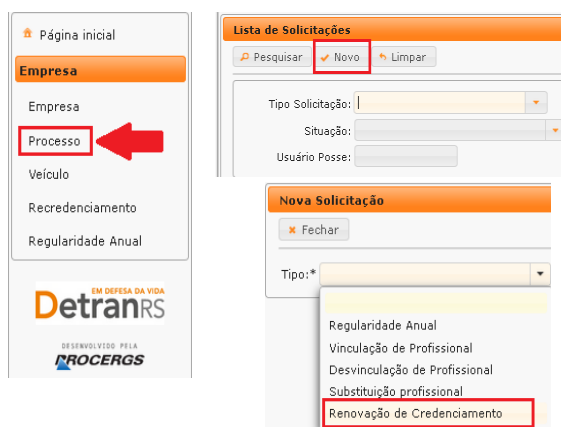 Página inicial
Empresa
Empresa
Processo
Veículo
Recredenciamento
Regularidade Anual
EM DEFESA DA VIDA
DetranRS
DESENVOLVIDO PELA
PROCERGS
Lista de Solicitações
Pesquisar Novo Limpar
Tipo Solicitação:
Situação:
Usuário Posse:
Nova Solicitação
Fechar
Tipo:*
Regularidade Anual
Vinculação de Profissional
Desvinculação de Profissional
Substituição profissional
Renovação de Credenciamento